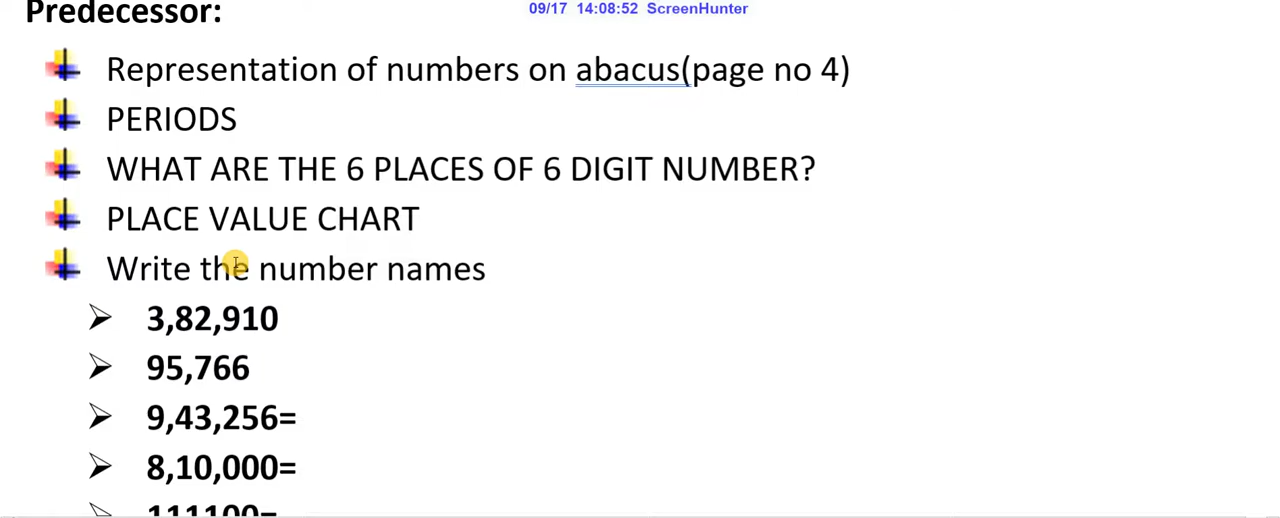 09/17 14:08:52 ScreenHunter
Predecessor:
Representation of numbers on abacus(page no 4)
PERIODS
WHAT ARE THE 6 PLACES OF 6 DIGIT NUMBER?
PLACE VALUE CHART
Write the number names
3,82,910
95,766
9,43,256=
8,10,000=
111100=